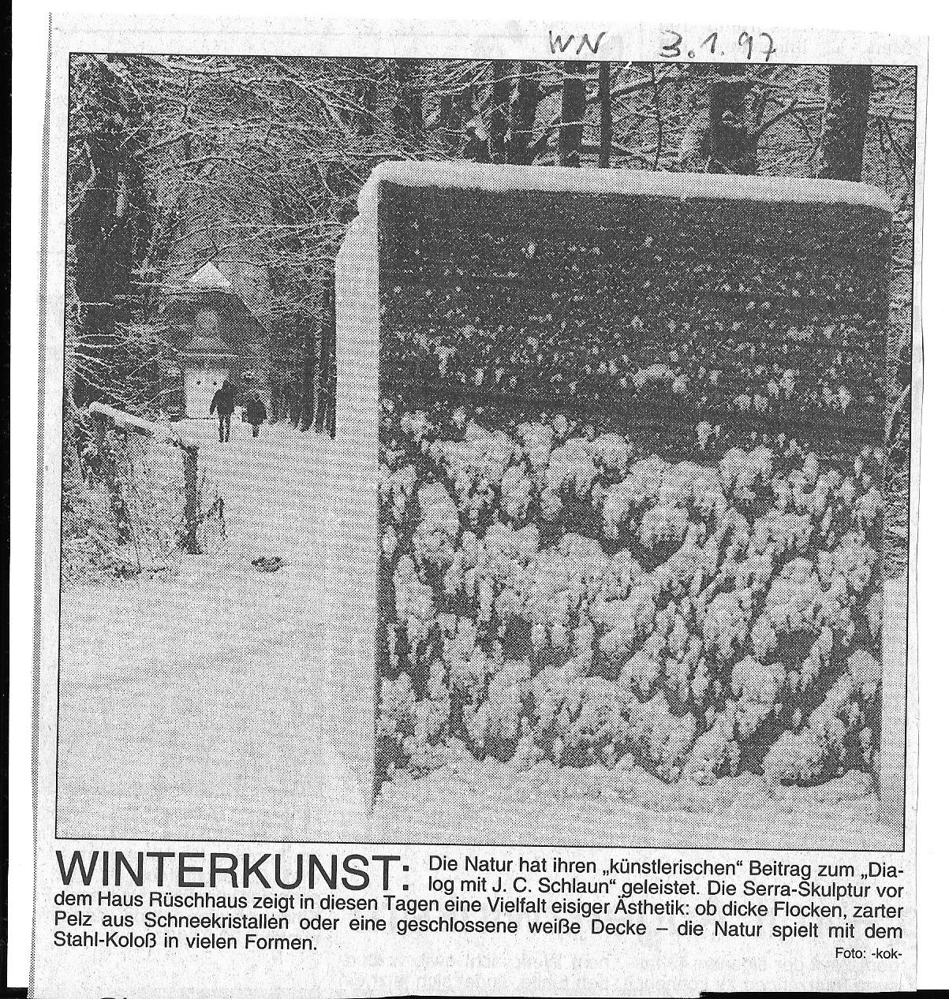 WN 3.1.97
WINTERKUNST: Die Natur hat ihren „künstlerischen“ Beitrag zum „Dia-
log mit J. C. Schlaun“ geleistet. Die Serra-Skulptur vor
dem Haus Rüschhaus zeigt in diesen Tagen eine Vielfalt eisiger Ästhetik: ob dicke Flocken, zarter
Pelz aus Schneekristallen oder eine geschlossene weiße Decke – die Natur spielt mit dem
Stahl-Koloß in vielen Formen.
Foto: -kok-